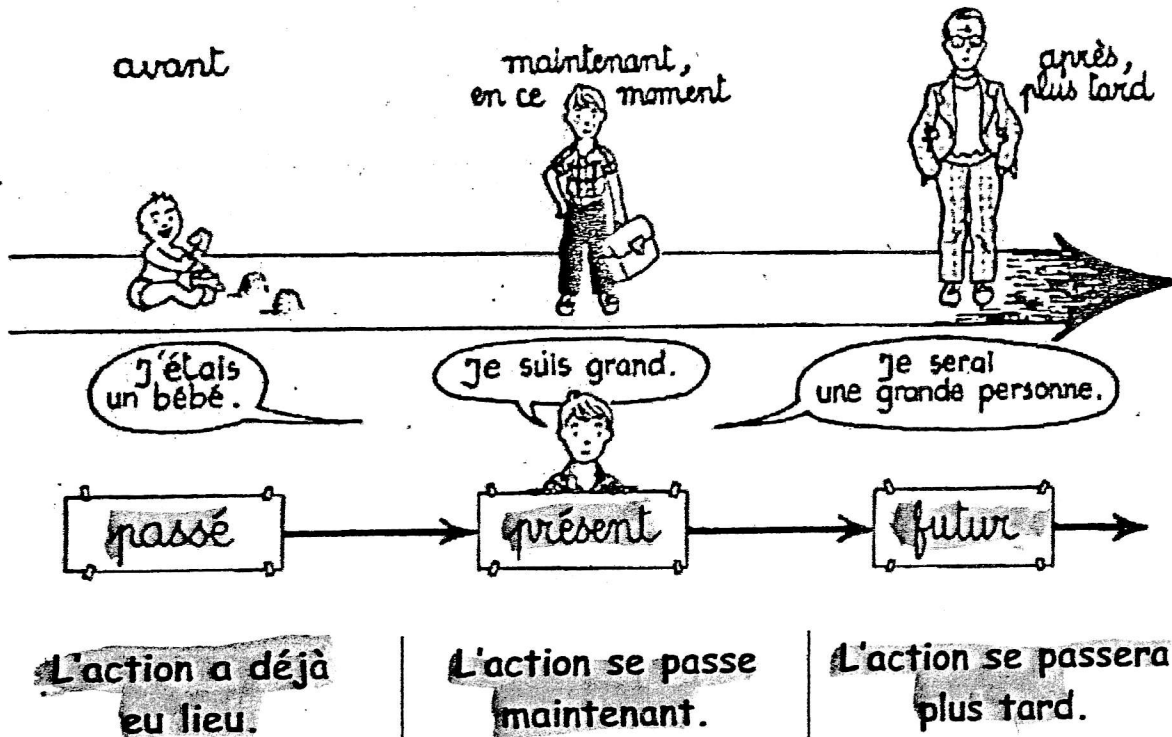 avant
maintenant,
en ce moment
après,
plus tard
J'étais
un bébé.
Je suis grand.
Je serai
une grande personne.
passé
présent
futur
L'action a déjà
eu lieu.
L'action se passe
maintenant.
L'action se passera
plus tard.